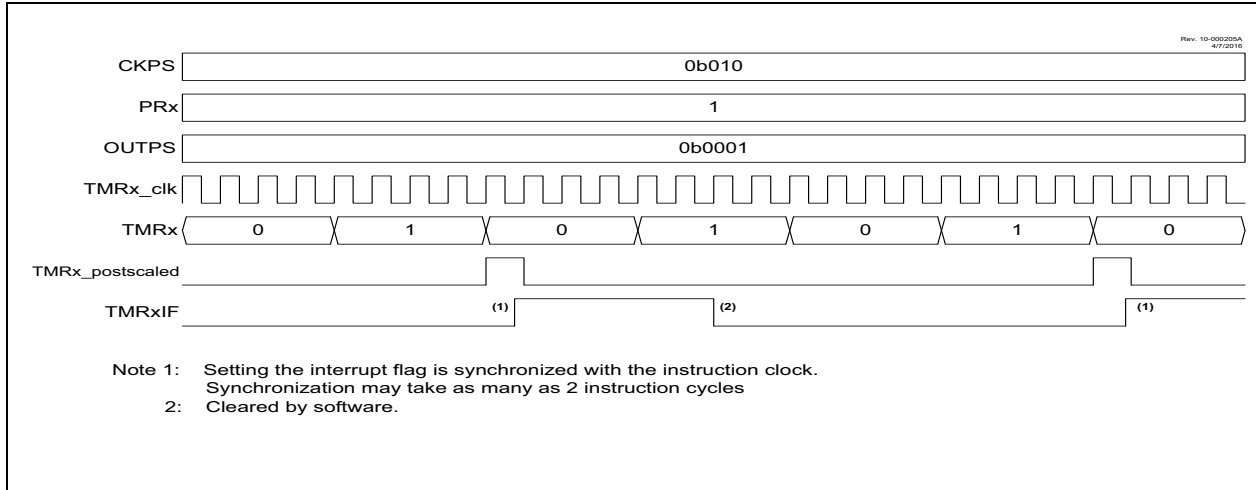 Rev. 10-000205A
4/7/2016
CKPS 0b010
PRx 1
OUTPS 0b0001
TMRx_clk
TMRx 0 1 0 1 0 1 0
TMRx_postscaled
TMRxIF (1) (2) (1)
Note 1: Setting the interrupt flag is synchronized with the instruction clock.
Synchronization may take as many as 2 instruction cycles
2: Cleared by software.